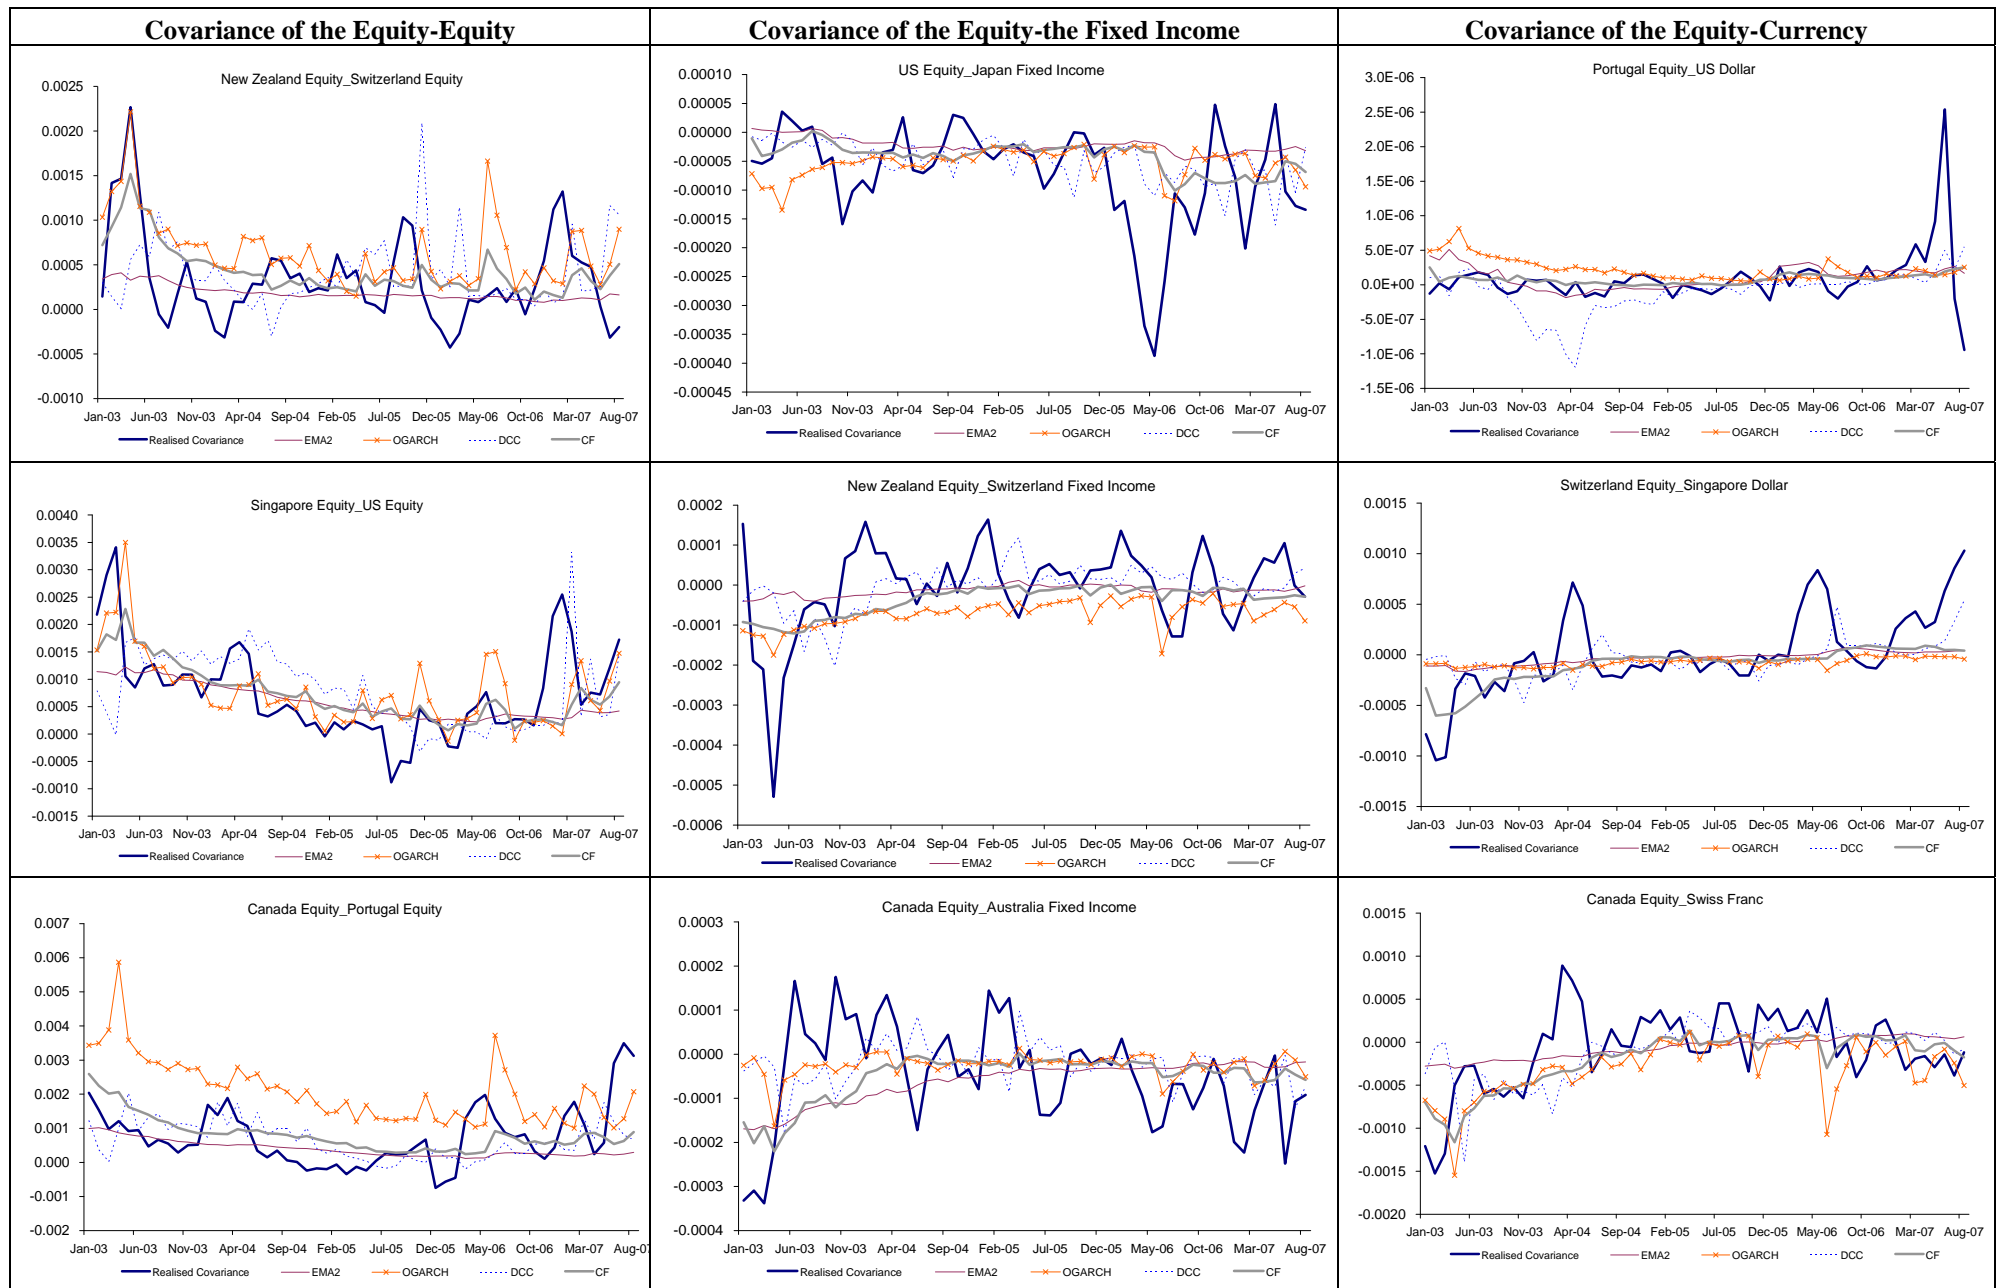 Covariance of the Equity-Equity
Covariance of the Equity-the Fixed Income
Covariance of the Equity-Currency
New Zealand Equity_Switzerland Equity
0.0025
0.0020
0.0015
0.0010
0.0005
0.0000
-0.0005
-0.0010
Jan-03 Jun-03 Nov-03 Apr-04 Sep-04 Feb-05 Jul-05 Dec-05 May-06 Oct-06 Mar-07 Aug-07
Realised Covariance EMA2 OGARCH DCC CF
US Equity_Japan Fixed Income
0.00010
0.00005
0.00000
-0.00005
-0.00010
-0.00015
-0.00020
-0.00025
-0.00030
-0.00035
-0.00040
-0.00045
Jan-03 Jun-03 Nov-03 Apr-04 Sep-04 Feb-05 Jul-05 Dec-05 May-06 Oct-06 Mar-07 Aug-07
Realised Covariance EMA2 OGARCH DCC CF
Portugal Equity_US Dollar
3.0E-06
2.5E-06
2.0E-06
1.5E-06
1.0E-06
5.0E-07
0.0E+00
-5.0E-07
-1.0E-06
-1.5E-06
Jan-03 Jun-03 Nov-03 Apr-04 Sep-04 Feb-05 Jul-05 Dec-05 May-06 Oct-06 Mar-07 Aug-07
Realised Covariance EMA2 OGARCH DCC CF
Singapore Equity_US Equity
0.0040
0.0035
0.0030
0.0025
0.0020
0.0015
0.0010
0.0005
0.0000
-0.0005
-0.0010
-0.0015
Jan-03 Jun-03 Nov-03 Apr-04 Sep-04 Feb-05 Jul-05 Dec-05 May-06 Oct-06 Mar-07 Aug-07
Realised Covariance EMA2 OGARCH DCC CF
New Zealand Equity_Switzerland Fixed Income
0.0002
0.0001
0.0000
-0.0001
-0.0002
-0.0003
-0.0004
-0.0005
-0.0006
Jan-03 Jun-03 Nov-03 Apr-04 Sep-04 Feb-05 Jul-05 Dec-05 May-06 Oct-06 Mar-07 Aug-07
Realised Covariance EMA2 OGARCH DCC CF
Switzerland Equity_Singapore Dollar
0.0015
0.0010
0.0005
0.0000
-0.0005
-0.0010
-0.0015
Jan-03 Jun-03 Nov-03 Apr-04 Sep-04 Feb-05 Jul-05 Dec-05 May-06 Oct-06 Mar-07 Aug-07
Realised Covariance EMA2 OGARCH DCC CF
Canada Equity_Portugal Equity
0.007
0.006
0.005
0.004
0.003
0.002
0.001
0.000
-0.001
-0.002
Jan-03 Jun-03 Nov-03 Apr-04 Sep-04 Feb-05 Jul-05 Dec-05 May-06 Oct-06 Mar-07 Aug-07
Realised Covariance EMA2 OGARCH DCC CF
Canada Equity_Australia Fixed Income
0.0003
0.0002
0.0001
0.0000
-0.0001
-0.0002
-0.0003
-0.0004
Jan-03 Jun-03 Nov-03 Apr-04 Sep-04 Feb-05 Jul-05 Dec-05 May-06 Oct-06 Mar-07 Aug-07
Realised Covariance EMA2 OGARCH DCC CF
Canada Equity_Swiss Franc
0.0015
0.0010
0.0005
0.0000
-0.0005
-0.0010
-0.0015
-0.0020
Jan-03 Jun-03 Nov-03 Apr-04 Sep-04 Feb-05 Jul-05 Dec-05 May-06 Oct-06 Mar-07 Aug-07
Realised Covariance EMA2 OGARCH DCC CF